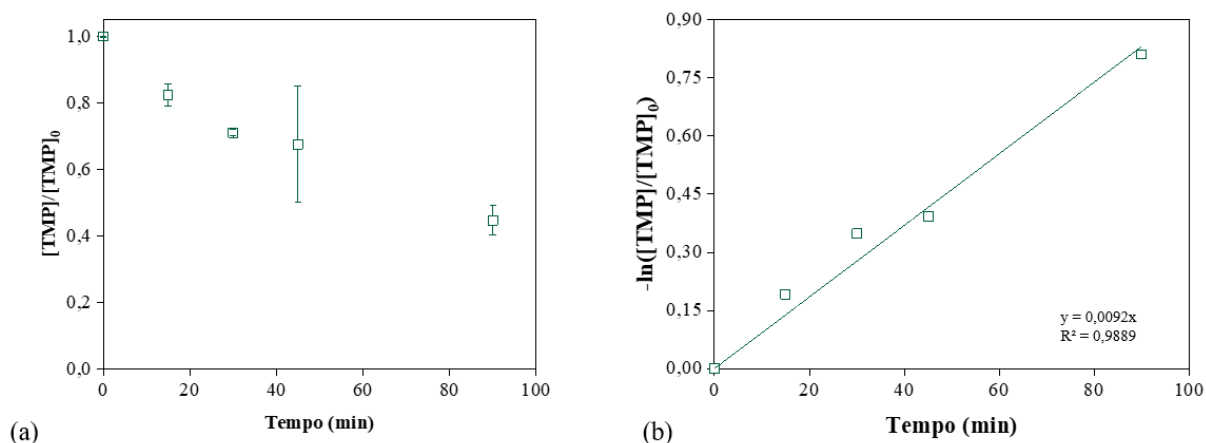 1,0
0,8
0,6
0,4
0,2
0,0
[TMP]/[TMP]₀
0 20 40 60 80 100
Tempo (min)
(a)
0,90
0,75
0,60
0,45
0,30
0,15
0,00
-ln([TMP]/[TMP]₀)
y = 0,0092x
R² = 0,9889
0 20 40 60 80 100
Tempo (min)
(b)